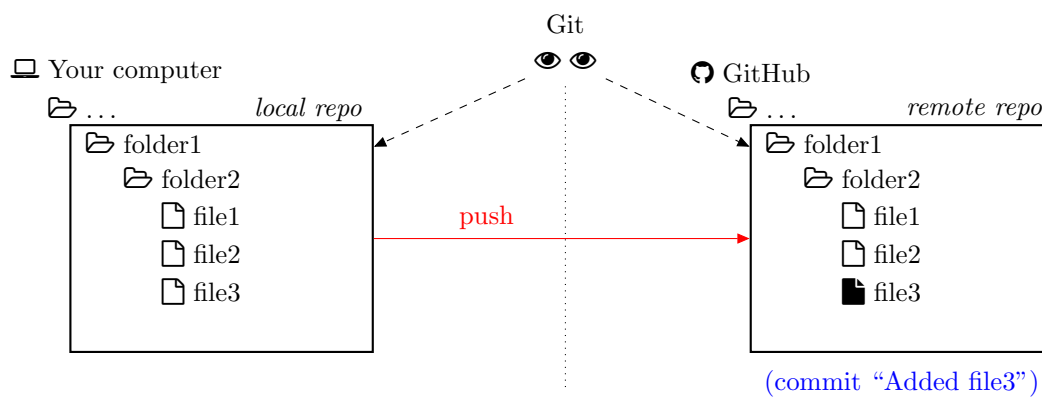 Git
Your computer
GitHub
... local repo
... remote repo
folder1
folder2
file1
file2
file3
push
folder1
folder2
file1
file2
file3
(commit “Added file3”)